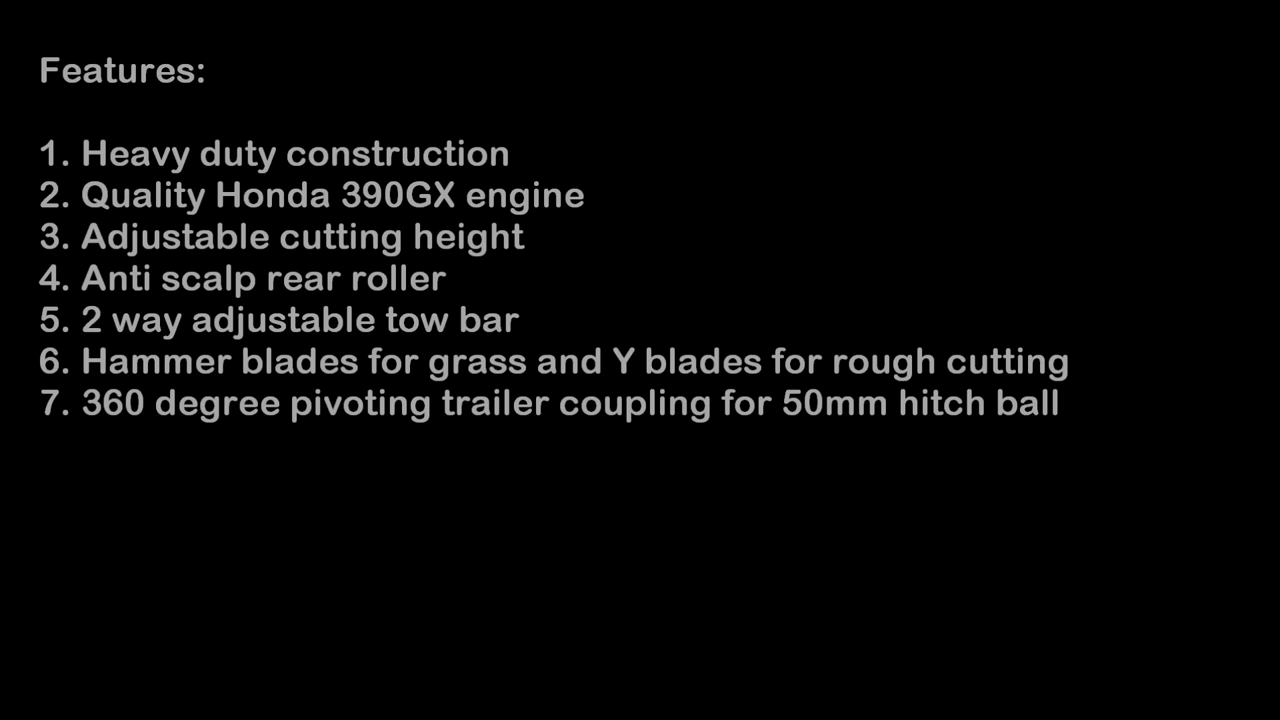 Features:
1. Heavy duty construction
2. Quality Honda 390GX engine
3. Adjustable cutting height
4. Anti scalp rear roller
5. 2 way adjustable tow bar
6. Hammer blades for grass and Y blades for rough cutting
7. 360 degree pivoting trailer coupling for 50mm hitch ball